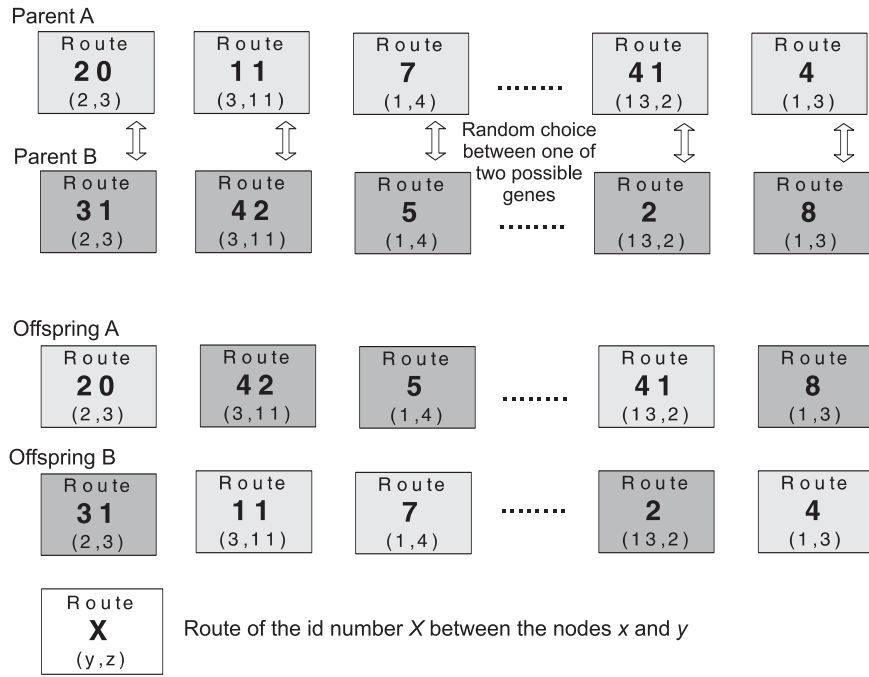 Parent A
Route Route Route Route Route
20 11 7 41 4
(2,3) (3,11) (1,4) ........ (13,2) (1,3)
Random choice
between one of
two possible
genes
Parent B
Route Route Route Route Route
31 42 5 2 8
(2,3) (3,11) (1,4) ........ (13,2) (1,3)
Offspring A
Route Route Route Route Route
20 42 5 ........ 41 8
(2,3) (3,11) (1,4) (13,2) (1,3)
Offspring B
Route Route Route Route Route
31 11 7 ........ 2 4
(2,3) (3,11) (1,4) (13,2) (1,3)
Route
X
(y,z)
Route of the id number X between the nodes x and y